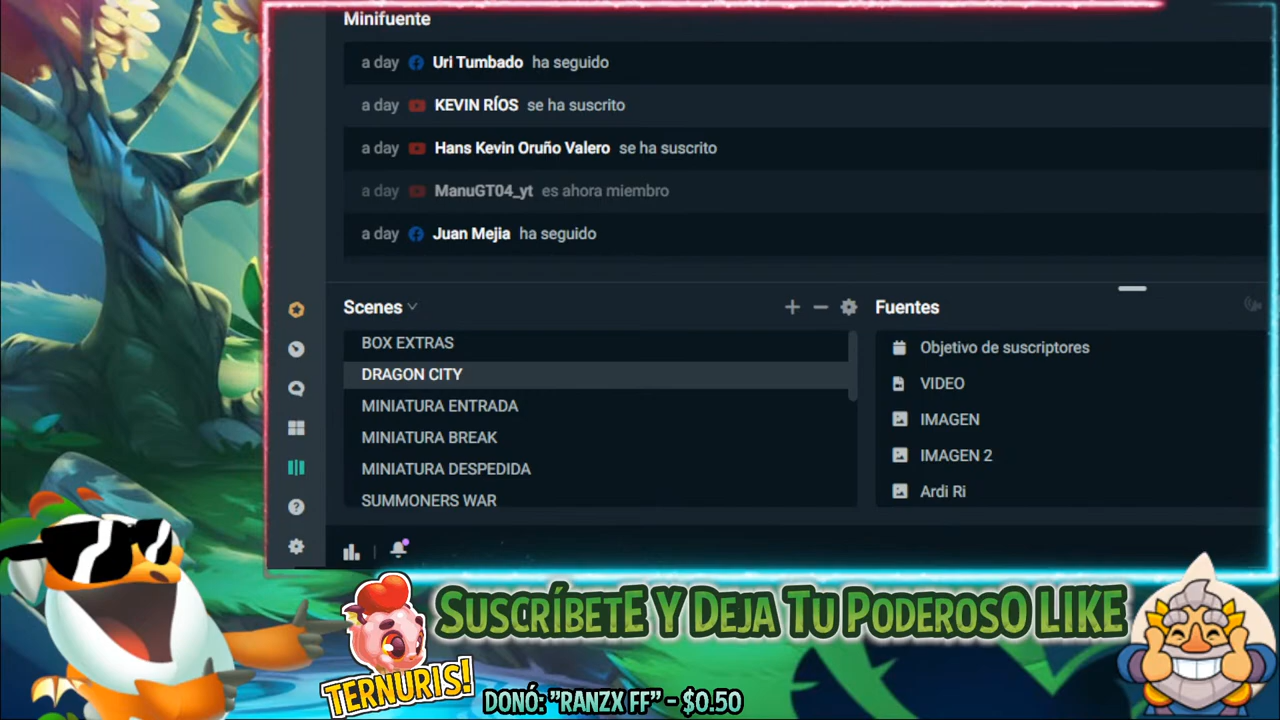 Minifuente
a day Uri Tumbado ha seguido
a day KEVIN RÍOS se ha suscrito
a day Hans Kevin Oruño Valero se ha suscrito
a day ManuGT04_yt es ahora miembro
a day Juan Mejia ha seguido
Scenes
BOX EXTRAS
DRAGON CITY
MINIATURA ENTRADA
MINIATURA BREAK
MINIATURA DESPEDIDA
SUMMONERS WAR
Fuentes
Objetivo de suscriptores
VIDEO
IMAGEN
IMAGEN 2
Ardi Ri
SUSCRÍBETE Y DEJA TU PODEROSO LIKE
TERNURIS!
DONÓ: "RANZX FF" - $0.50